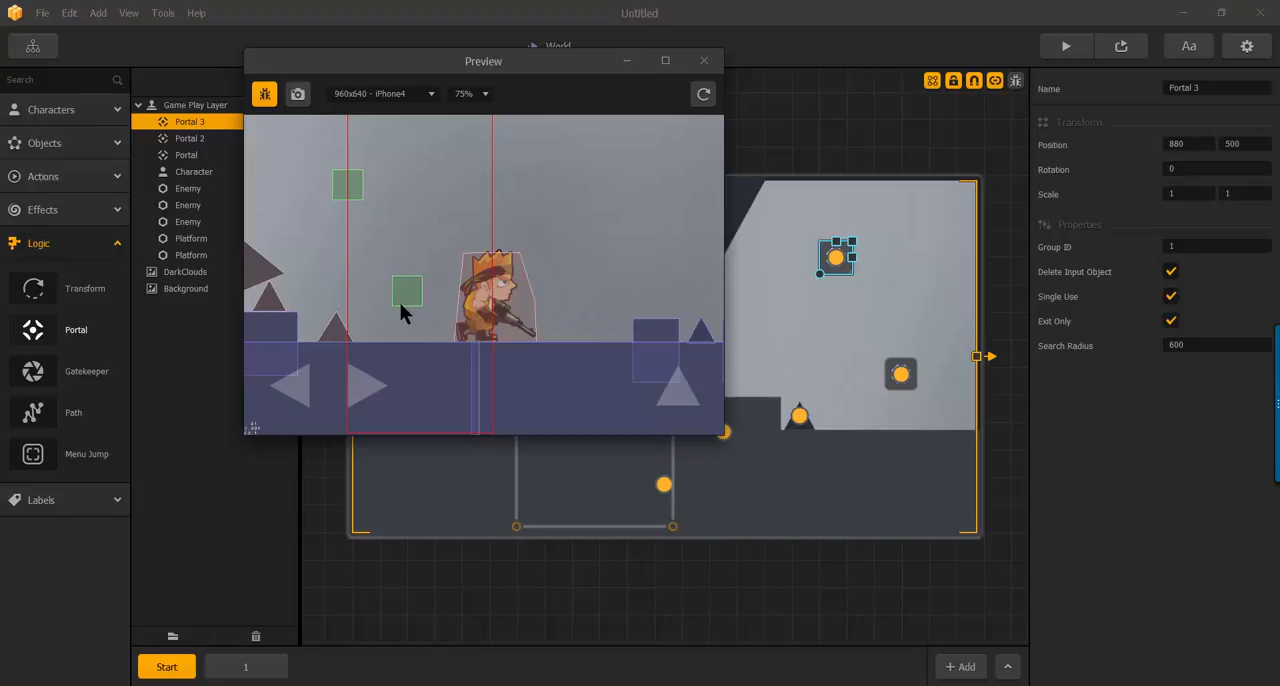 File Edit Add View Tools Help
Untitled
World
Aa
Search
Characters
Objects
Actions
Effects
Logic
Transform
Portal
Gatekeeper
Path
Menu Jump
Labels
Game Play Layer
Portal 3
Portal 2
Portal
Character
Enemy
Enemy
Enemy
Platform
Platform
DarkClouds
Background
Preview
960x640 - iPhone4
75%
Name
Portal 3
Transform
Position
880
500
Rotation
0
Scale
1
1
Properties
Group ID
1
Delete Input Object
Single Use
Exit Only
Search Radius
600
Start
1
+ Add